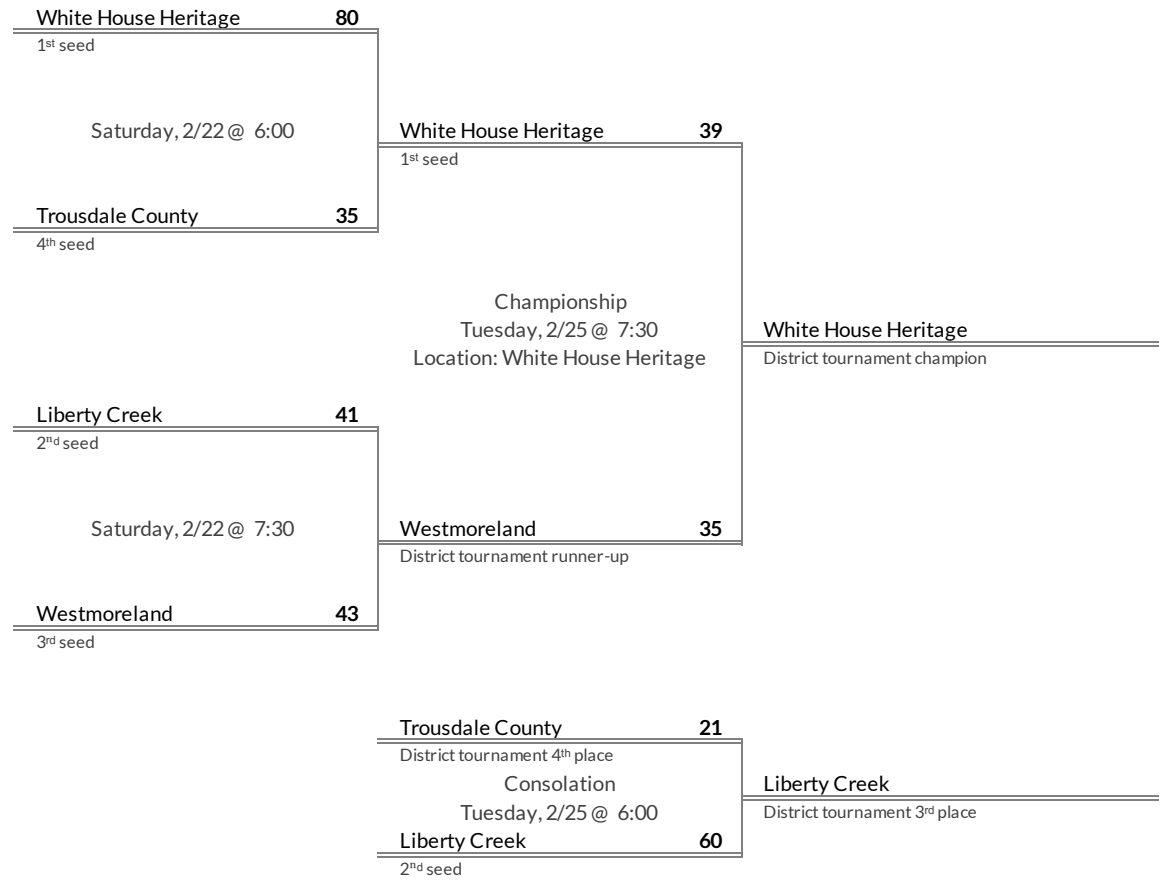 White House Heritage 80
1st seed
Saturday, 2/22 @ 6:00
White House Heritage 39
1st seed
Trousdale County 35
4th seed
Championship
Tuesday, 2/25 @ 7:30
Location: White House Heritage
White House Heritage
District tournament champion
Liberty Creek 41
2nd seed
Saturday, 2/22 @ 7:30
Westmoreland 35
District tournament runner-up
Westmoreland 43
3rd seed
Trousdale County 21
District tournament 4th place
Consolation
Tuesday, 2/25 @ 6:00
Liberty Creek
District tournament 3rd place
Liberty Creek 60
2nd seed